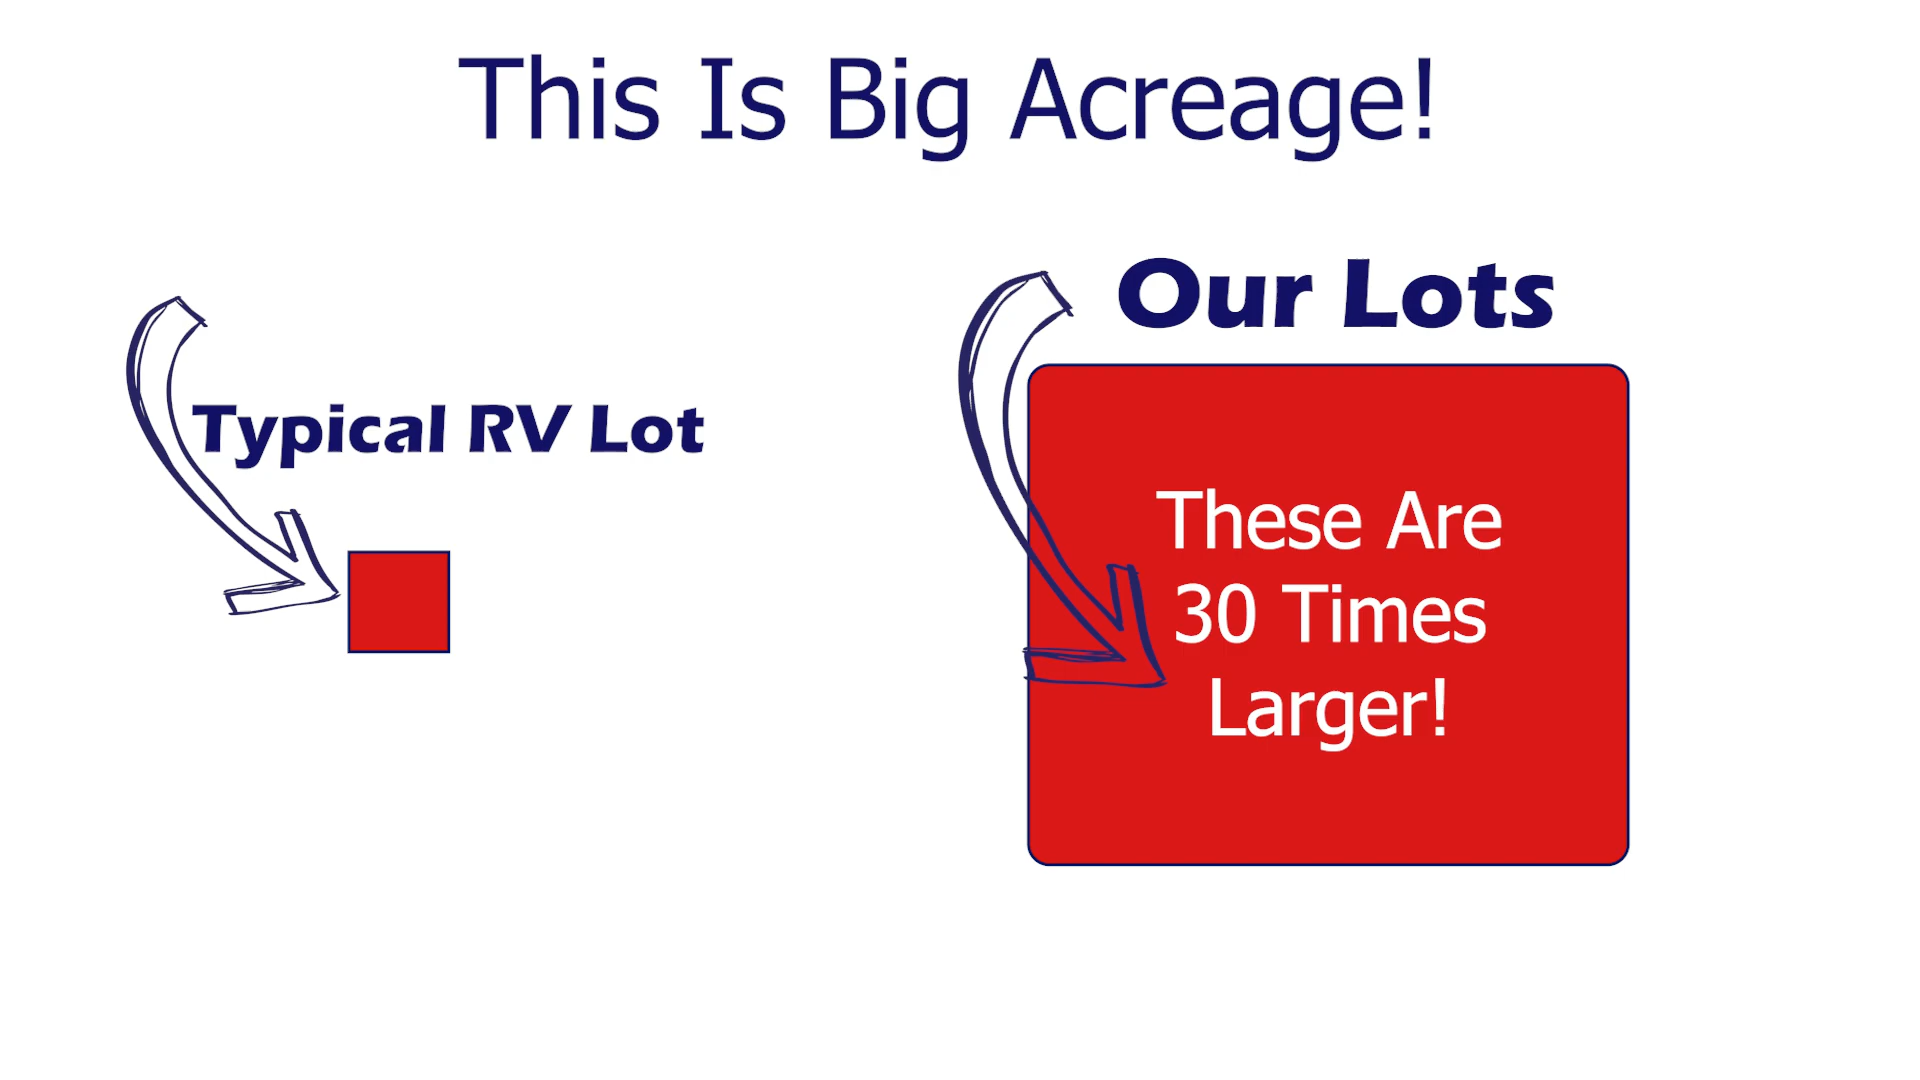 This Is Big Acreage!
Typical RV Lot
Our Lots
These Are
30 Times
Larger!